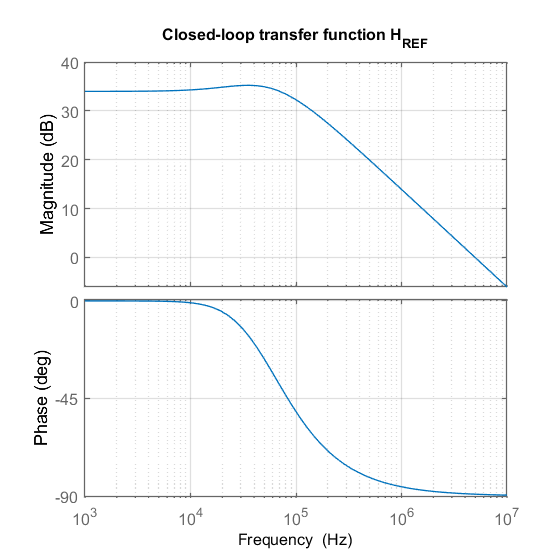 Closed-loop transfer function H_REF
40
30
20
10
0
Magnitude (dB)
0
-45
-90
Phase (deg)
10^3 10^4 10^5 10^6 10^7
Frequency (Hz)